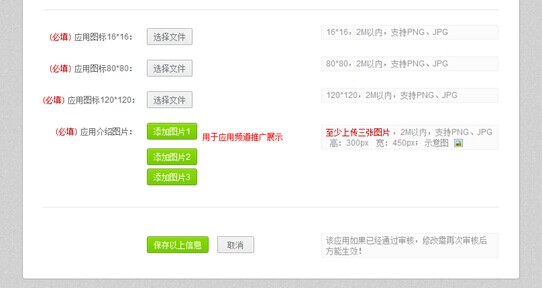 (必填) 应用图标16*16: 选择文件 16*16，2M以内，支持PNG、JPG
(必填) 应用图标80*80: 选择文件 80*80，2M以内，支持PNG、JPG
(必填) 应用图标120*120: 选择文件 120*120，2M以内，支持PNG、JPG
(必填) 应用介绍图片: 添加图片1 用于应用频道推广展示 至少上传三张图片，2M以内，支持PNG、JPG
高: 300px 宽: 450px; 示意图
添加图片2
添加图片3
保存以上信息 取消 该应用如果已经通过审核，修改需再次审核后
方能生效!